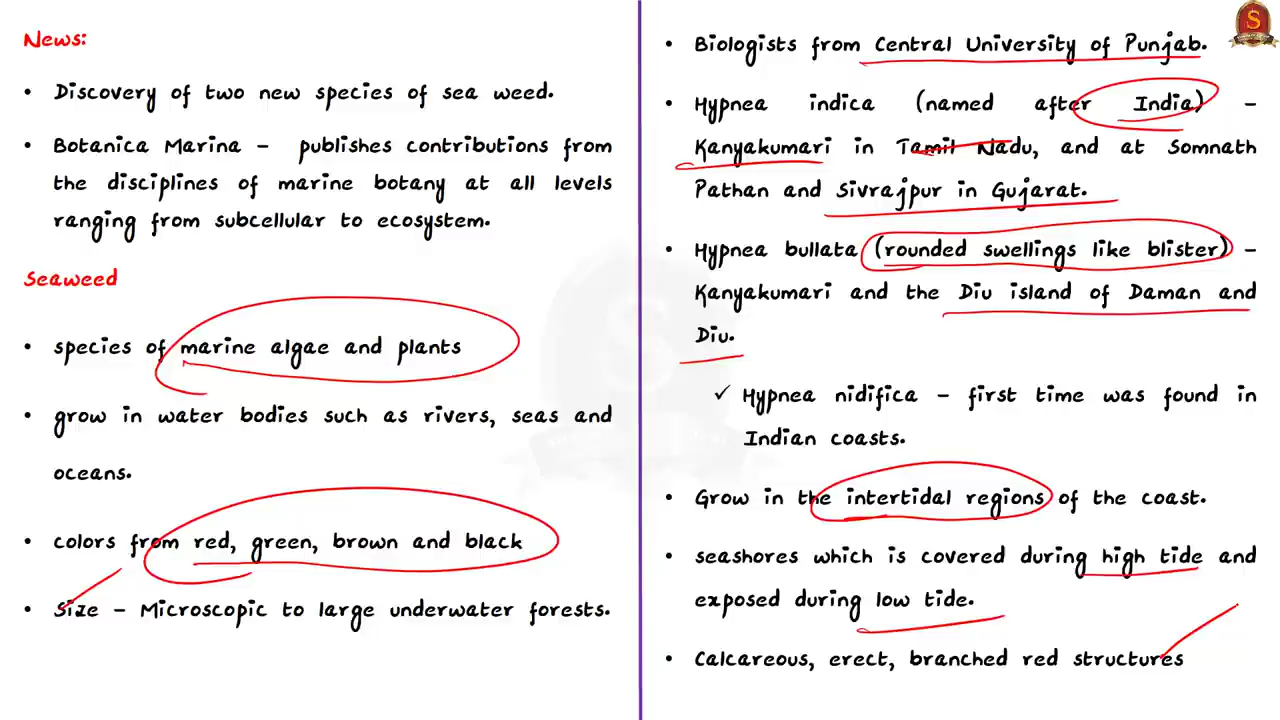 News:
• Discovery of two new species of sea weed.
• Botanica Marina – publishes contributions from
the disciplines of marine botany at all levels
ranging from subcellular to ecosystem.
Seaweed
• species of marine algae and plants
• grow in water bodies such as rivers, seas and
oceans.
• colors from red, green, brown and black
• Size – Microscopic to large underwater forests.
• Biologists from Central University of Punjab.
• Hypnea indica (named after India) –
Kanyakumari in Tamil Nadu, and at Somnath
Pathan and Sivrajpur in Gujarat.
• Hypnea bullata (rounded swellings like blister) –
Kanyakumari and the Diu island of Daman and
Diu.
✓ Hypnea nidifica – first time was found in
Indian coasts.
• Grow in the intertidal regions of the coast.
• seashores which is covered during high tide and
exposed during low tide.
• Calcareous, erect, branched red structures
S